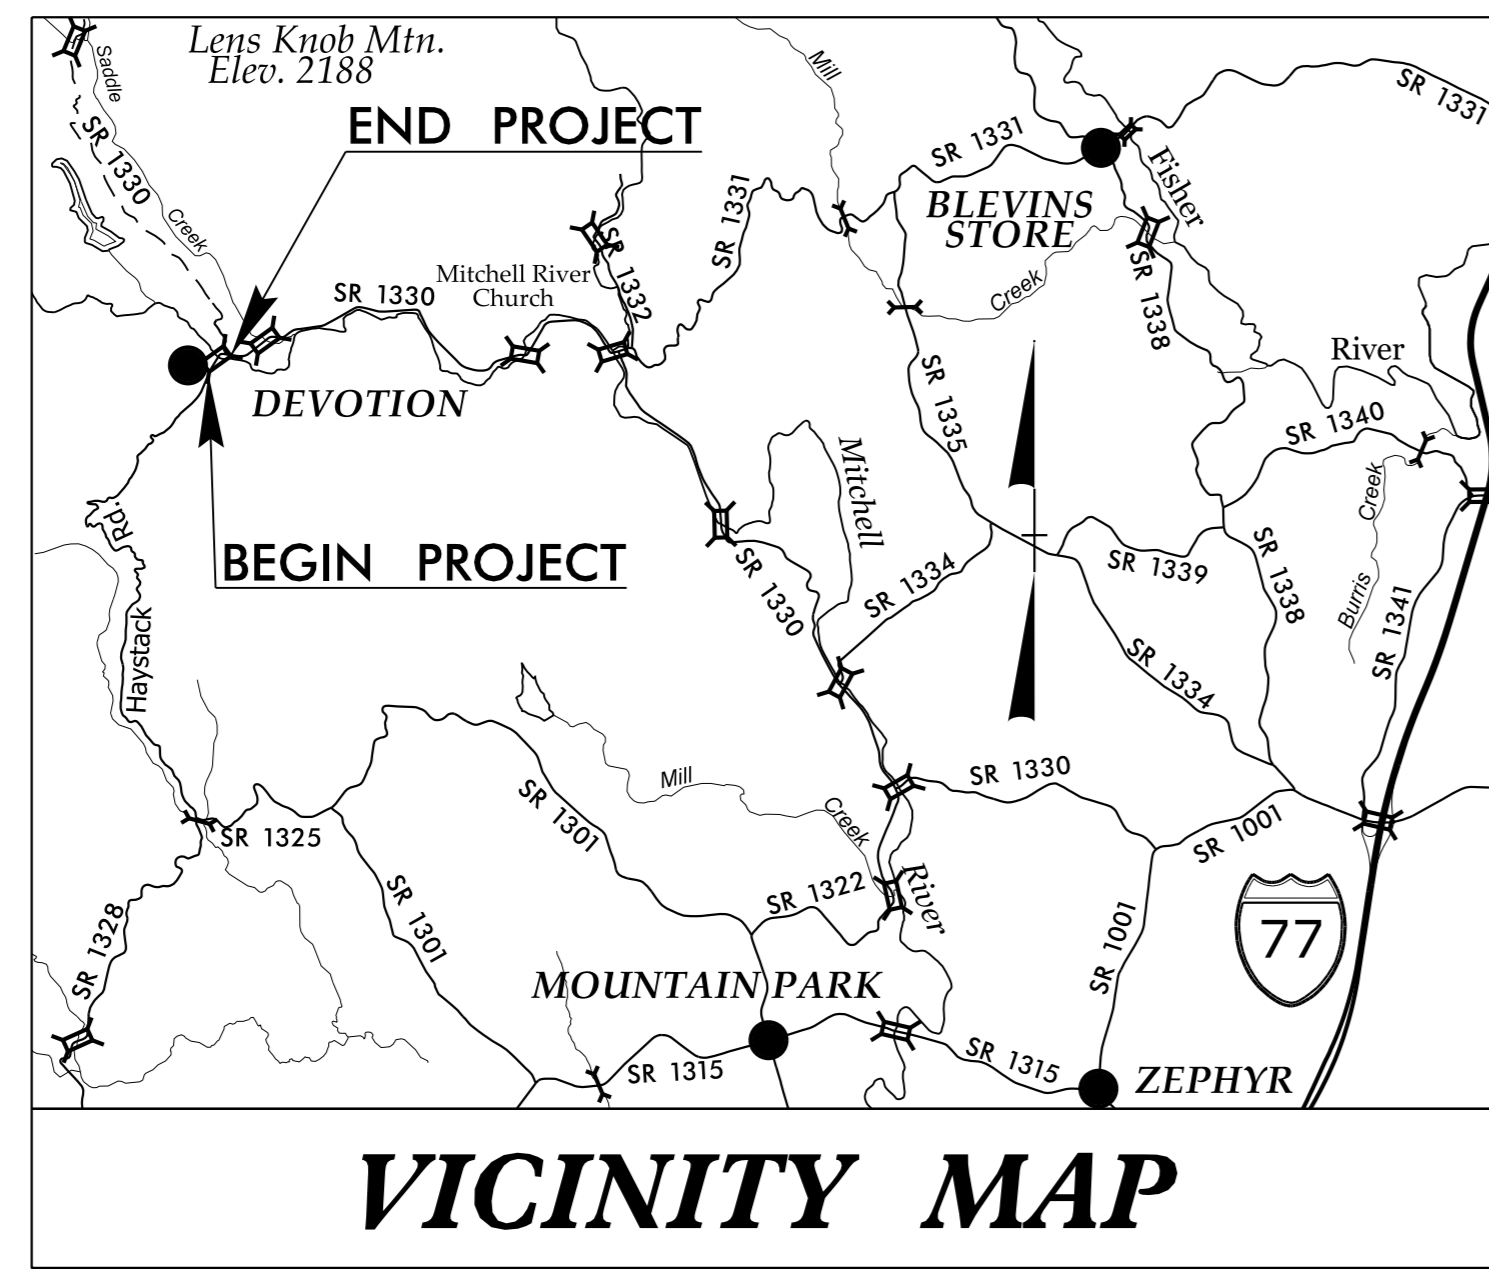 Lens Knob Mtn.
Elev. 2188
Saddle
Creek
SR 1330
END PROJECT
Mill
SR 1331
SR 1331
BLEVINS
STORE
Fisher
SR 1331
Mitchell River
Church
SR 1330
SR 1332
Creek
SR 1338
River
DEVOTION
SR 1335
SR 1340
Mitchell
Creek
Burris
Rd.
Haystack
BEGIN PROJECT
SR 1330
SR 1334
SR 1339
SR 1338
SR 1341
SR 1334
Mill
Creek
SR 1330
SR 1301
SR 1325
SR 1001
SR 1301
SR 1322
River
SR 1328
SR 1001
77
MOUNTAIN PARK
SR 1315
SR 1315
ZEPHYR
VICINITY MAP